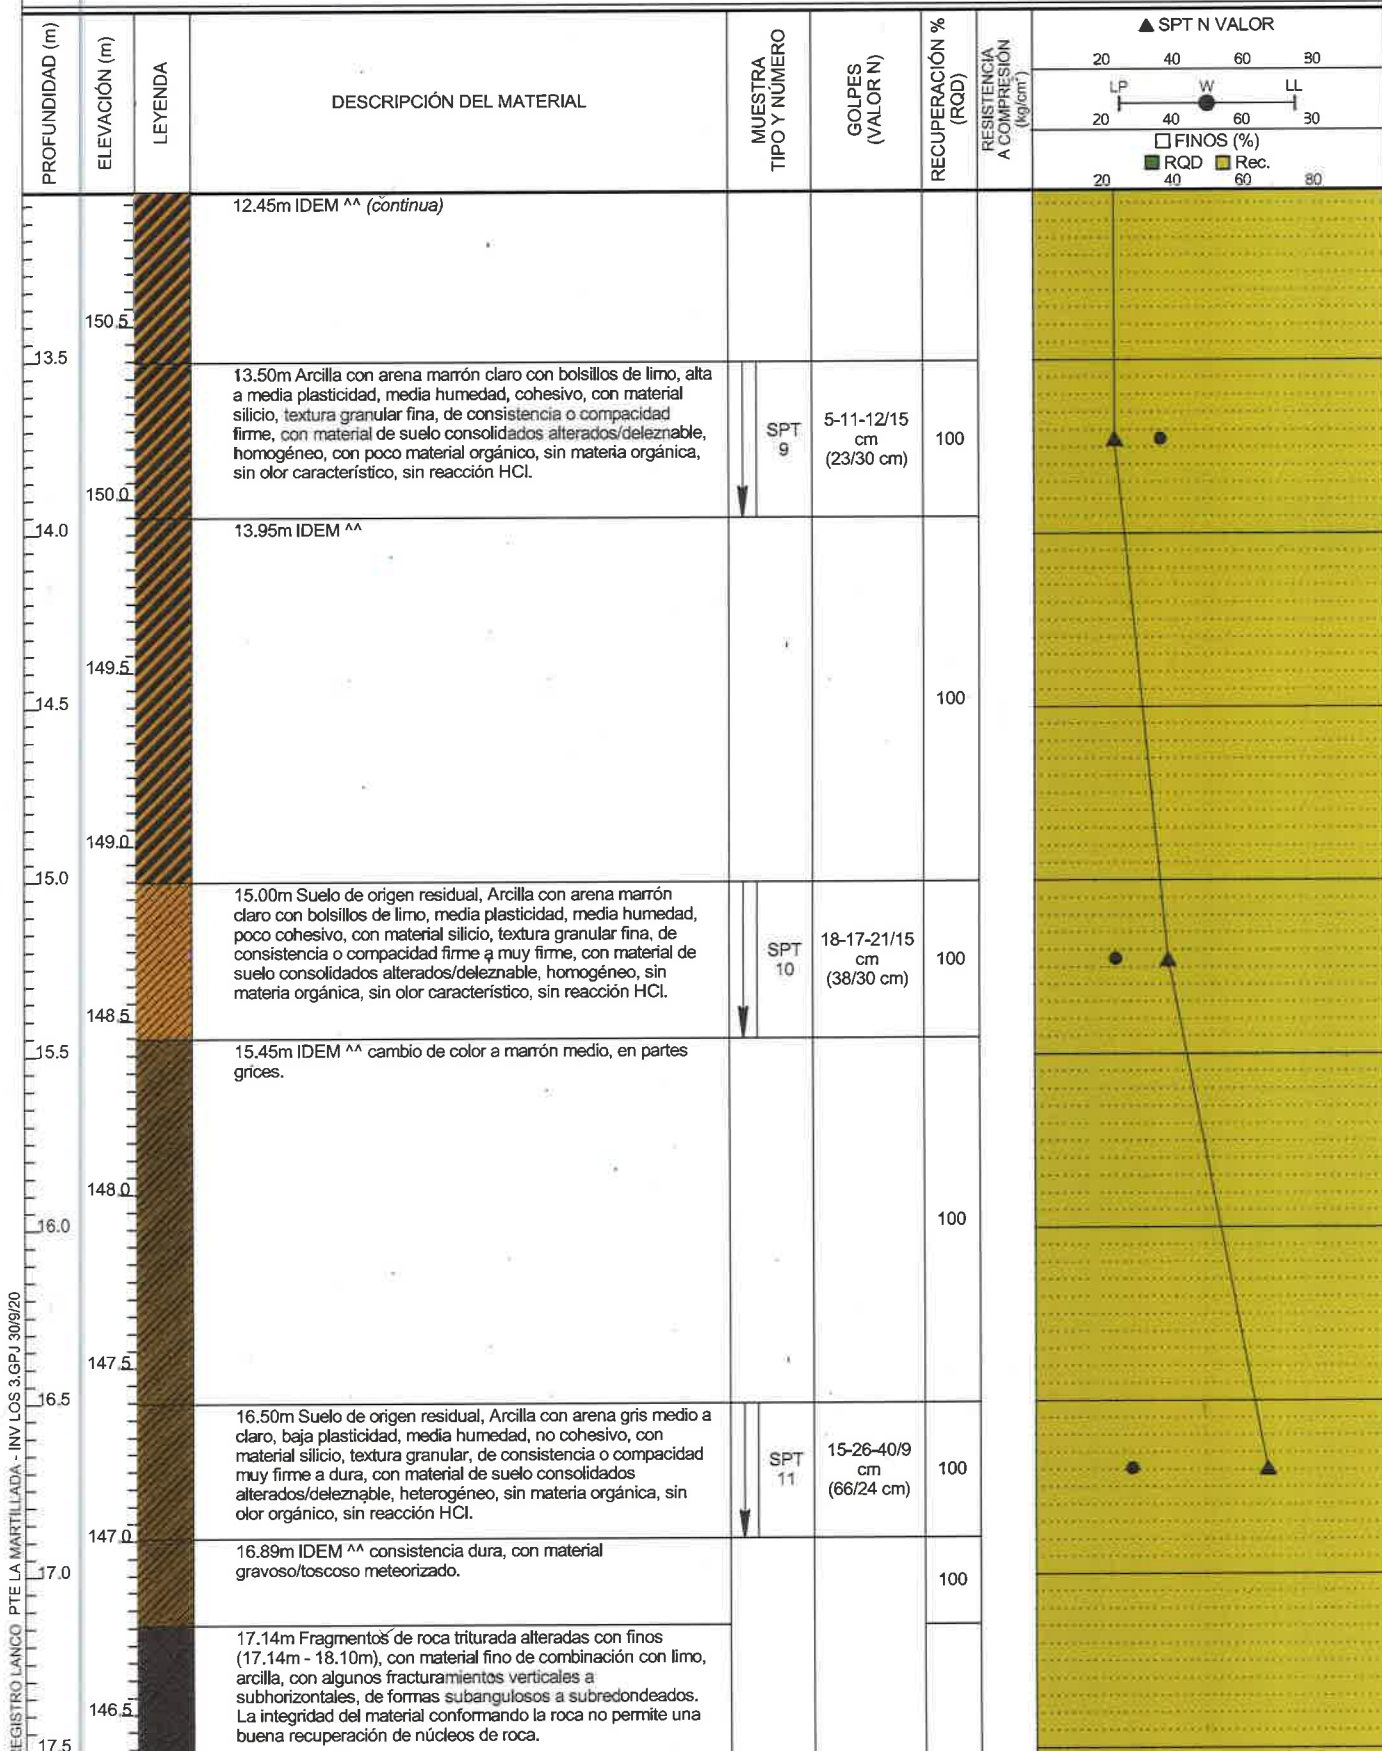 PROFUNDIDAD (m)
ELEVACIÓN (m)
LEYENDA
DESCRIPCIÓN DEL MATERIAL
MUESTRA
TIPO Y NÚMERO
GOLPES
(VALOR N)
RECUPERACIÓN %
(RQD)
RESISTENCIA
A COMPRESIÓN
(kg/cm²)
▲ SPT N VALOR
20 40 60 80
LP W LL
20 40 60 80
FINOS (%)
RQD Rec.
20 40 60 80
12.45m IDEM ^^ (continua)
150.5
13.5
13.50m Arcilla con arena marrón claro con bolsillos de limo, alta
a media plasticidad, media humedad, cohesivo, con material
silicio, textura granular fina, de consistencia o compacidad
firme, con material de suelo consolidados alterados/deleznable,
homogéneo, con poco material orgánico, sin materia orgánica,
sin olor característico, sin reacción HCl.
SPT
9
5-11-12/15
cm
(23/30 cm)
100
150.0
14.0
13.95m IDEM ^^
149.5
14.5
100
149.0
15.0
15.00m Suelo de origen residual, Arcilla con arena marrón
claro con bolsillos de limo, media plasticidad, media humedad,
poco cohesivo, con material silicio, textura granular fina, de
consistencia o compacidad firme a muy firme, con material de
suelo consolidados alterados/deleznable, homogéneo, sin
materia orgánica, sin olor característico, sin reacción HCl.
SPT
10
18-17-21/15
cm
(38/30 cm)
100
148.5
15.5
15.45m IDEM ^^ cambio de color a marrón medio, en partes
grices.
148.0
16.0
100
147.5
16.5
16.50m Suelo de origen residual, Arcilla con arena gris medio a
claro, baja plasticidad, media humedad, no cohesivo, con
material silicio, textura granular, de consistencia o compacidad
muy firme a dura, con material de suelo consolidados
alterados/deleznable, heterogéneo, sin materia orgánica, sin
olor orgánico, sin reacción HCl.
SPT
11
15-26-40/9
cm
(66/24 cm)
100
147.0
17.0
16.89m IDEM ^^ consistencia dura, con material
gravoso/toscoso meteorizado.
100
17.14m Fragmentos de roca triturada alteradas con finos
(17.14m - 18.10m), con material fino de combinación con limo,
arcilla, con algunos fracturamientos verticales a
subhorizontales, de formas subangulosos a subredondeados.
La integridad del material conformando la roca no permite una
buena recuperación de núcleos de roca.
146.5
17.5
REGISTRO LANCO PTE LA MARTILLADA - INV LOS 3.GPJ 30/9/20